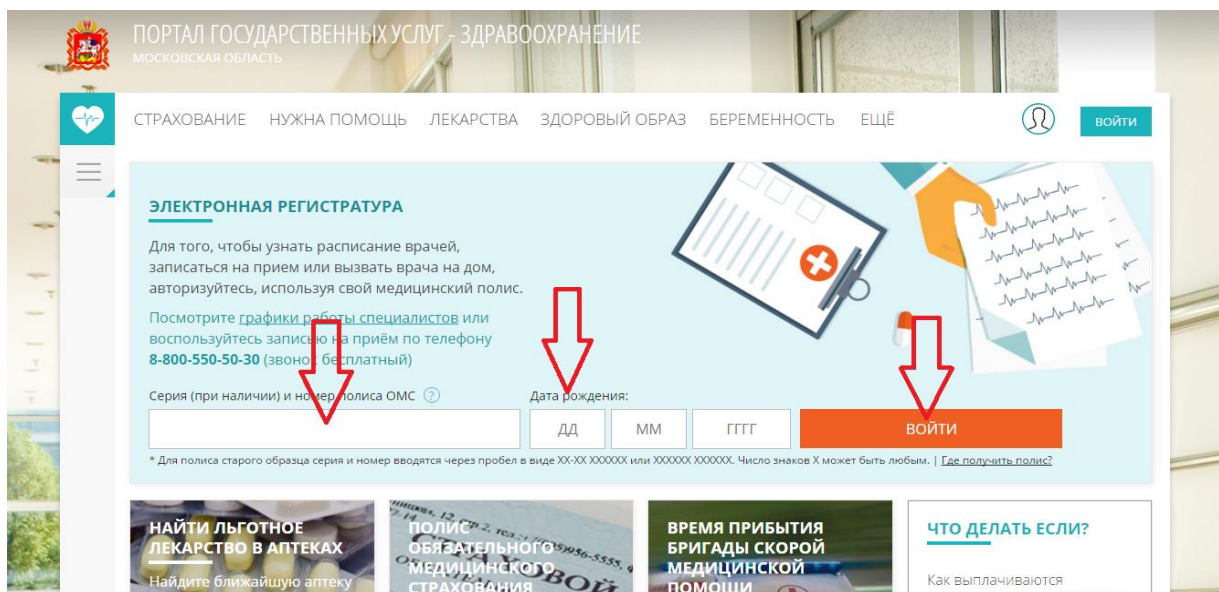 ПОРТАЛ ГОСУДАРСТВЕННЫХ УСЛУГ - ЗДРАВООХРАНЕНИЕ
МОСКОВСКАЯ ОБЛАСТЬ
СТРАХОВАНИЕ НУЖНА ПОМОЩЬ ЛЕКАРСТВА ЗДОРОВЫЙ ОБРАЗ БЕРЕМЕННОСТЬ ЕЩЁ ВОЙТИ
ЭЛЕКТРОННАЯ РЕГИСТРАТУРА
Для того, чтобы узнать расписание врачей,
записаться на прием или вызвать врача на дом,
авторизуйтесь, используя свой медицинский полис.
Посмотрите графики работы специалистов или
воспользуйтесь записью на приём по телефону
8-800-550-50-30 (звонок бесплатный)
Серия (при наличии) и номер полиса ОМС ? Дата рождения:
ДД ММ ГГГГ ВОЙТИ
* Для полиса старого образца серия и номер вводятся через пробел в виде XX-XX XXXXXX или XXXXXX XXXXXX. Число знаков X может быть любым. | Где получить полис?
НАЙТИ ЛЬГОТНОЕ
ЛЕКАРСТВО В АПТЕКАХ
Найдите ближайшую аптеку
ПОЛИС
ОБЯЗАТЕЛЬНОГО
МЕДИЦИНСКОГО
СТРАХОВАНИЯ
ВРЕМЯ ПРИБЫТИЯ
БРИГАДЫ СКОРОЙ
МЕДИЦИНСКОЙ
ПОМОЩИ
ЧТО ДЕЛАТЬ ЕСЛИ?
Как выплачиваются